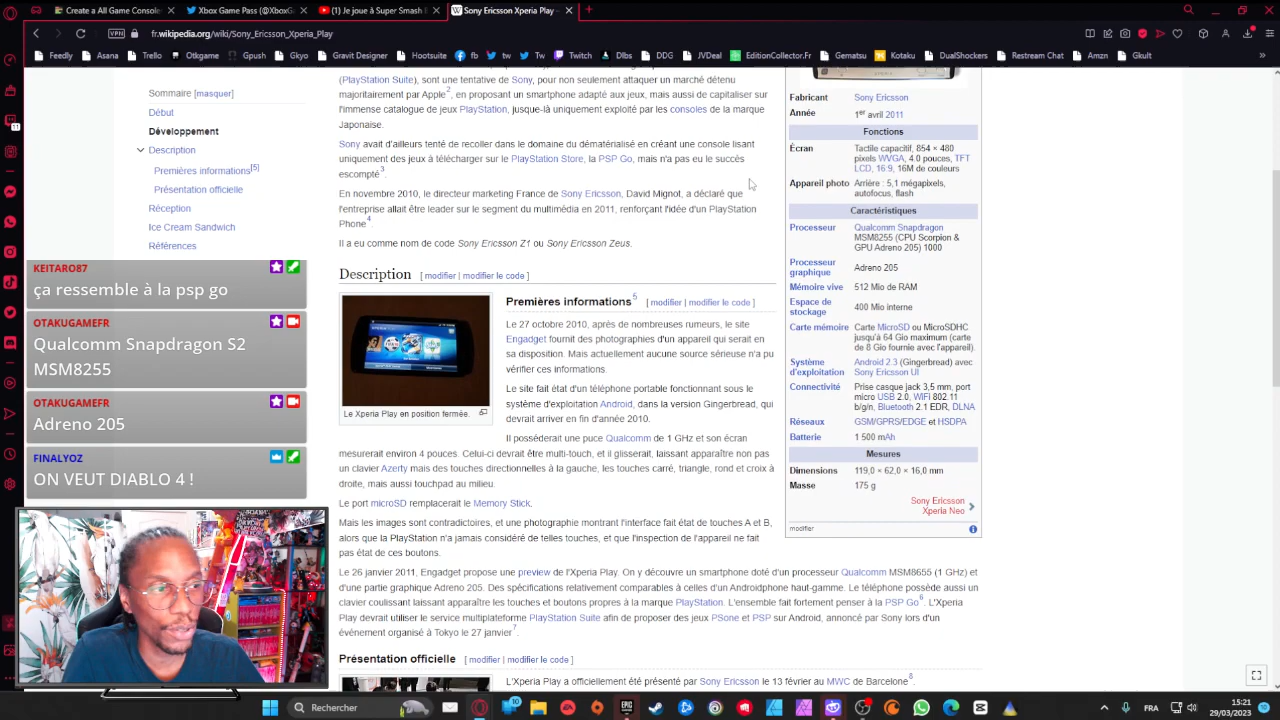 Create a All Game Console
Xbox Game Pass (@XboxG
(1) Je joue à Super Smash
Sony Ericsson Xperia Play
VPN
fr.wikipedia.org/wiki/Sony_Ericsson_Xperia_Play
Feedly
Asana
Trello
Otkgame
Gpush
Gkyo
Gravit Designer
Hootsuite
fb
tw
Tw
Twitch
Dlbs
DDG
JVDeal
EditionCollector.Fr
Gematsu
Kotaku
DualShockers
Restream Chat
Amzn
Gkult
Sommaire [masquer]
Début
Développement
Description
Premières informations[5]
Présentation officielle
Réception
Ice Cream Sandwich
Références
KEITARO87
ça ressemble à la psp go
OTAKUGAMEFR
Qualcomm Snapdragon S2
MSM8255
OTAKUGAMEFR
Adreno 205
FINALYOZ
ON VEUT DIABLO 4 !
(PlayStation Suite), sont une tentative de Sony, pour non seulement attaquer un marché détenu
majoritairement par Apple2, en proposant un smartphone adapté aux jeux, mais aussi de capitaliser sur
l'immense catalogue de jeux PlayStation, jusque-là uniquement exploité par les consoles de la marque
Japonaise.
Sony avait d'ailleurs tenté de recoller dans le domaine du dématérialisé en créant une console lisant
uniquement des jeux à télécharger sur le PlayStation Store, la PSP Go, mais n'a pas eu le succès
escompté3.
En novembre 2010, le directeur marketing France de Sony Ericsson, David Mignot, a déclaré que
l'entreprise allait être leader sur le segment du multimédia en 2011, renforçant l'idée d'un PlayStation
Phone4.
Il a eu comme nom de code Sony Ericsson Z1 ou Sony Ericsson Zeus.
Description [ modifier | modifier le code ]
Le Xperia Play en position fermée.
Premières informations5 [ modifier | modifier le code ]
Le 27 octobre 2010, après de nombreuses rumeurs, le site
Engadget fournit des photographies d'un appareil qui serait en
sa disposition. Mais actuellement aucune source sérieuse n'a pu
vérifier ces informations.
Le site fait état d'un téléphone portable fonctionnant sous le
système d'exploitation Android, dans la version Gingerbread, qui
devrait arriver en fin d'année 2010.
Il posséderait une puce Qualcomm de 1 GHz et son écran
mesurerait environ 4 pouces. Celui-ci devrait être multi-touch, et il glisserait, laissant apparaître non pas
un clavier Azerty mais des touches directionnelles à la gauche, les touches carré, triangle, rond et croix à
droite, mais aussi touchpad au milieu.
Le port microSD remplacerait le Memory Stick.
Mais les images sont contradictoires, et une photographie montrant l'interface fait état de touches A et B,
alors que la PlayStation n'a jamais considéré de telles touches, et que l'inspection de l'appareil ne fait
pas état de ces boutons.
Le 26 janvier 2011, Engadget propose une preview de l'Xperia Play. On y découvre un smartphone doté d'un processeur Qualcomm MSM8655 (1 GHz) et
d'une partie graphique Adreno 205. Des spécifications relativement comparables à celles d'un Androidphone haut-gamme. Le téléphone possède aussi un
clavier coulissant laissant apparaître les touches et boutons propres à la marque PlayStation. L'ensemble fait fortement penser à la PSP Go6. L'Xperia
Play devrait utiliser le service multiplateforme PlayStation Suite afin de proposer des jeux PSone et PSP sur Android, annoncé par Sony lors d'un
événement organisé à Tokyo le 27 janvier7.
Présentation officielle [ modifier | modifier le code ]
L'Xperia Play a officiellement été présenté par Sony Ericsson le 13 février au MWC de Barcelone8.
Fabricant Sony Ericsson
Année 1er avril 2011
Fonctions
Écran Tactile capacitif, 854 × 480
pixels WVGA, 4.0 pouces, TFT
LCD, 16:9, 16M de couleurs
Appareil photo Arrière : 5,1 mégapixels,
autofocus, flash
Caractéristiques
Processeur Qualcomm Snapdragon
MSM8255 (CPU Scorpion &
GPU Adreno 205) 1000
Processeur
graphique Adreno 205
Mémoire vive 512 Mio de RAM
Espace de
stockage 400 Mio interne
Carte mémoire Carte MicroSD ou MicroSDHC
jusqu'à 64 Gio maximum (carte
de 8 Gio fournie avec l'appareil).
Système
d'exploitation Android 2.3 (Gingerbread) avec
Sony Ericsson UI
Connectivité Prise casque jack 3,5 mm, port
micro USB 2.0, WiFi 802.11
b/g/n, Bluetooth 2.1 EDR, DLNA
Réseaux GSM/GPRS/EDGE et HSDPA
Batterie 1 500 mAh
Mesures
Dimensions 119,0 × 62,0 × 16,0 mm
Masse 175 g
Sony Ericsson
Xperia Neo
modifier
Rechercher
FRA
15:21
29/03/2023